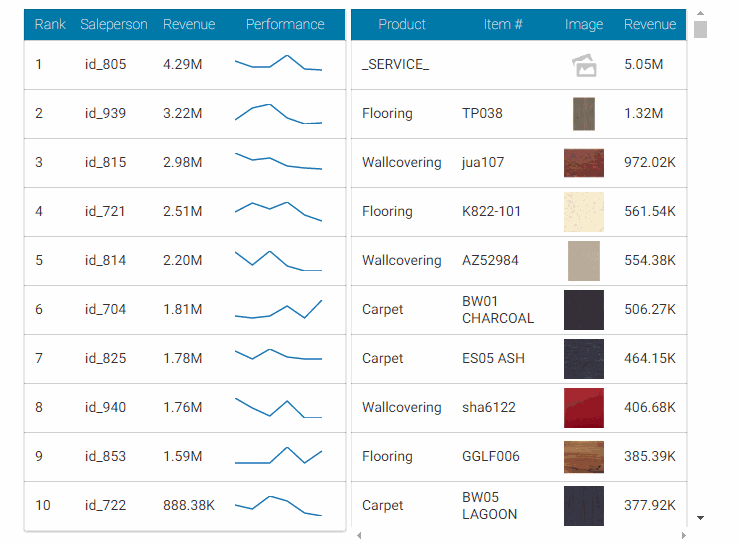 Rank Saleperson Revenue Performance
1 id_805 4.29M
2 id_939 3.22M
3 id_815 2.98M
4 id_721 2.51M
5 id_814 2.20M
6 id_704 1.81M
7 id_825 1.78M
8 id_940 1.76M
9 id_853 1.59M
10 id_722 888.38K
Product Item # Image Revenue
_SERVICE_ 5.05M
Flooring TP038 1.32M
Wallcovering jua107 972.02K
Flooring K822-101 561.54K
Wallcovering AZ52984 554.38K
Carpet BW01 CHARCOAL 506.27K
Carpet ES05 ASH 464.15K
Wallcovering sha6122 406.68K
Flooring GGLF006 385.39K
Carpet BW05 LAGOON 377.92K